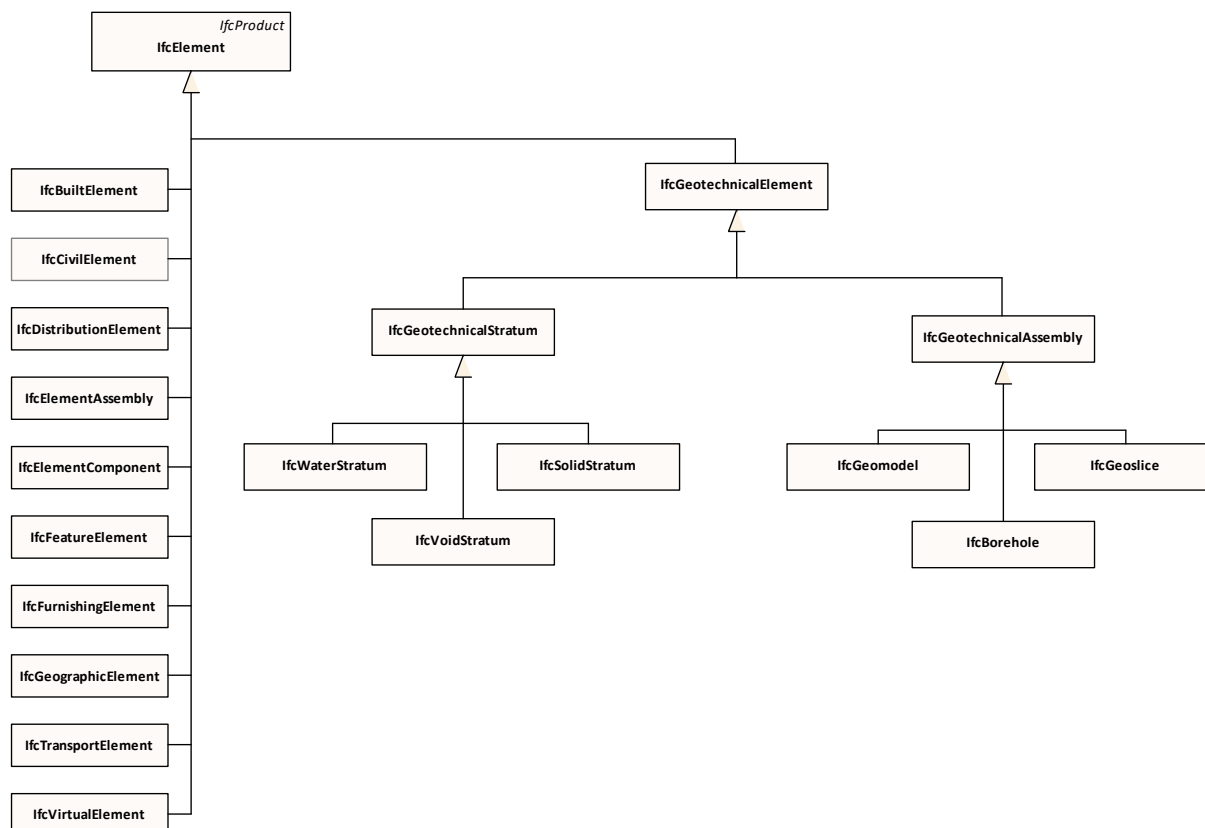 IfcProduct
IfcElement
IfcBuiltElement
IfcGeotechnicalElement
IfcCivilElement
IfcDistributionElement
IfcGeotechnicalStratum
IfcGeotechnicalAssembly
IfcElementAssembly
IfcElementComponent
IfcWaterStratum
IfcSolidStratum
IfcGeomodel
IfcGeoslice
IfcFeatureElement
IfcVoidStratum
IfcBorehole
IfcFurnishingElement
IfcGeographicElement
IfcTransportElement
IfcVirtualElement